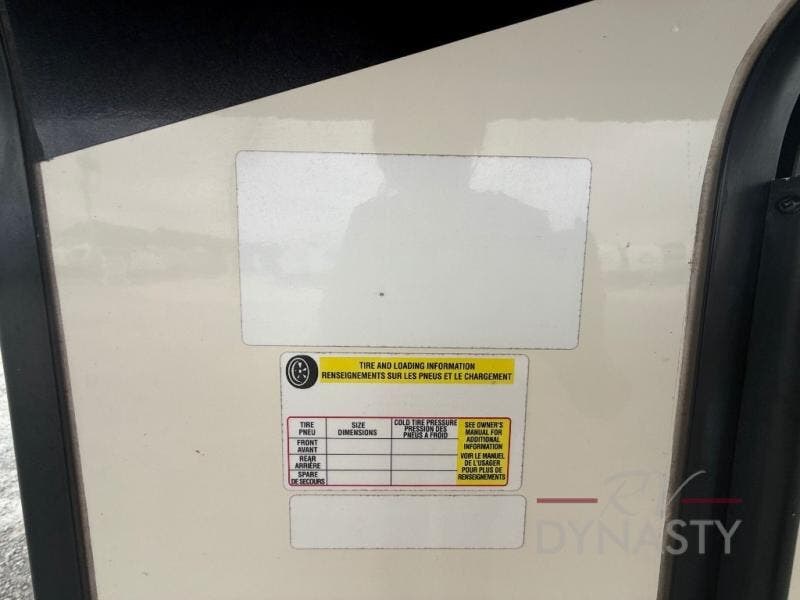 TIRE AND LOADING INFORMATION
RENSEIGNEMENTS SUR LES PNEUS ET LE CHARGEMENT
TIRE
PNEU
SIZE
DIMENSIONS
COLD TIRE PRESSURE
PRESSION DES
PNEUS A FROID
SEE OWNER'S
MANUAL FOR
ADDITIONAL
INFORMATION
VOIR LE MANUEL
DE L'USAGER
POUR PLUS DE
RENSEIGNEMENTS
FRONT
AVANT
REAR
ARRIÈRE
SPARE
DE SECOURS
RV
DYNASTY